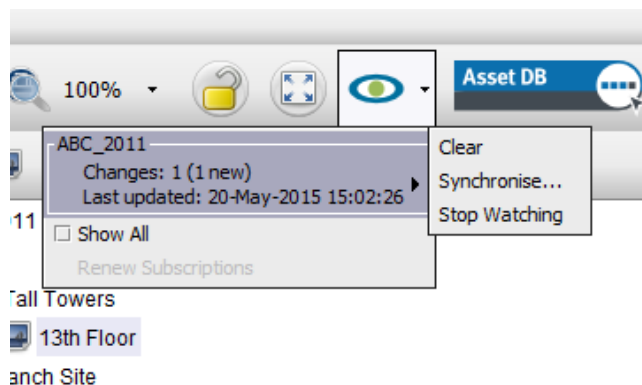 100%
Asset DB
ABC_2011
Changes: 1 (1 new)
Last updated: 20-May-2015 15:02:26
Clear
Synchronise...
Stop Watching
11
Show All
Renew Subscriptions
Tall Towers
13th Floor
anch Site